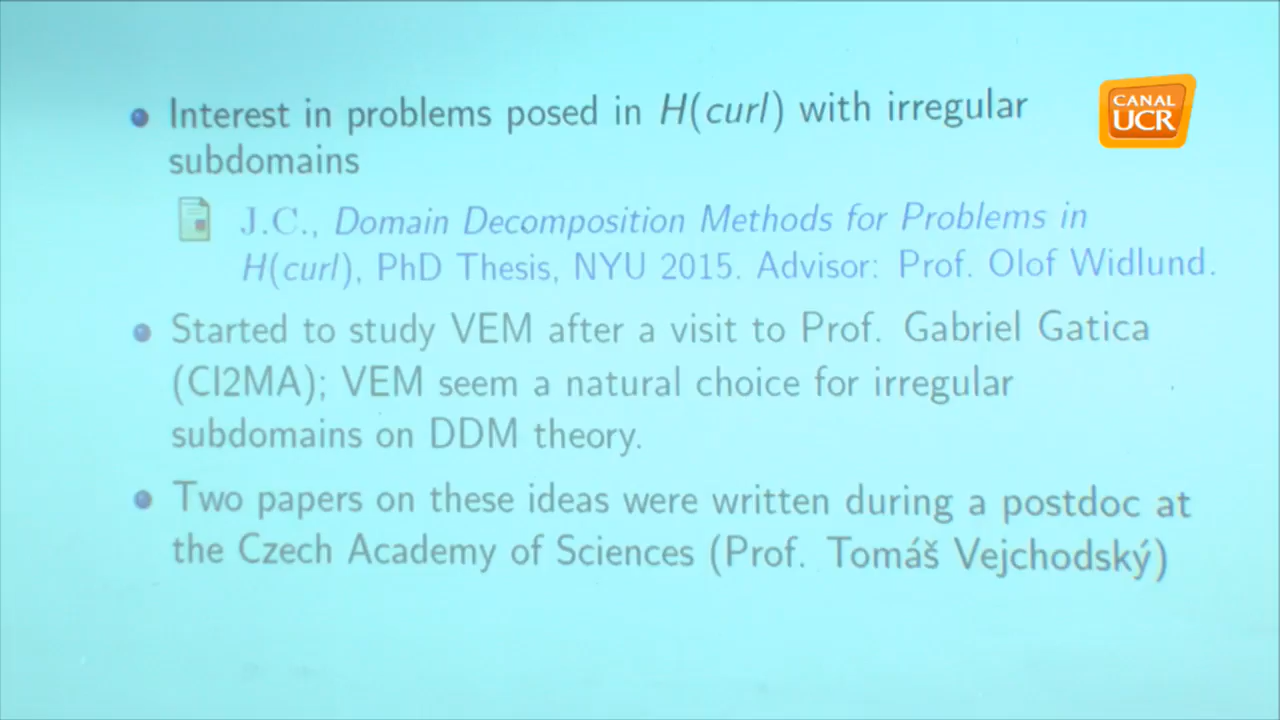 Interest in problems posed in H(curl) with irregular
subdomains
J.C., Domain Decomposition Methods for Problems in
H(curl), PhD Thesis, NYU 2015. Advisor: Prof. Olof Widlund.
Started to study VEM after a visit to Prof. Gabriel Gatica
(CI2MA); VEM seem a natural choice for irregular
subdomains on DDM theory.
Two papers on these ideas were written during a postdoc at
the Czech Academy of Sciences (Prof. Tomáš Vejchodský)
CANAL
UCR